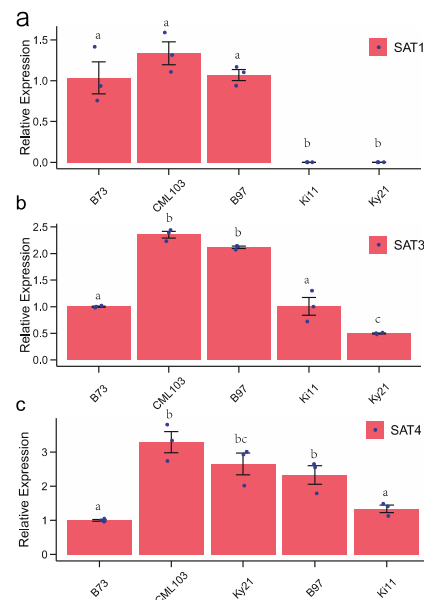 a
SAT1
Relative Expression
1.5
1.0
0.5
0.0
a
a
a
b
b
B73
CML103
B97
Ki11
Ky21
b
SAT3
Relative Expression
2.5
2.0
1.5
1.0
0.5
0.0
a
b
b
a
c
B73
CML103
B97
Ki11
Ky21
c
SAT4
Relative Expression
3
2
1
0
a
b
bc
b
a
B73
CML103
Ky21
B97
Ki11